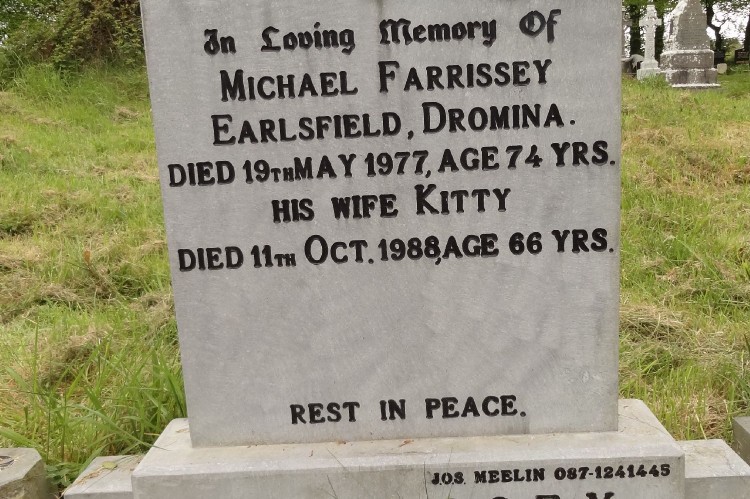 In Loving Memory Of
MICHAEL FARRISSEY
EARLSFIELD, DROMINA.
DIED 19TH MAY 1977, AGE 74 YRS.
HIS WIFE KITTY
DIED 11TH OCT. 1988, AGE 66 YRS.
REST IN PEACE.
JOS. MEELIN 087-1241445